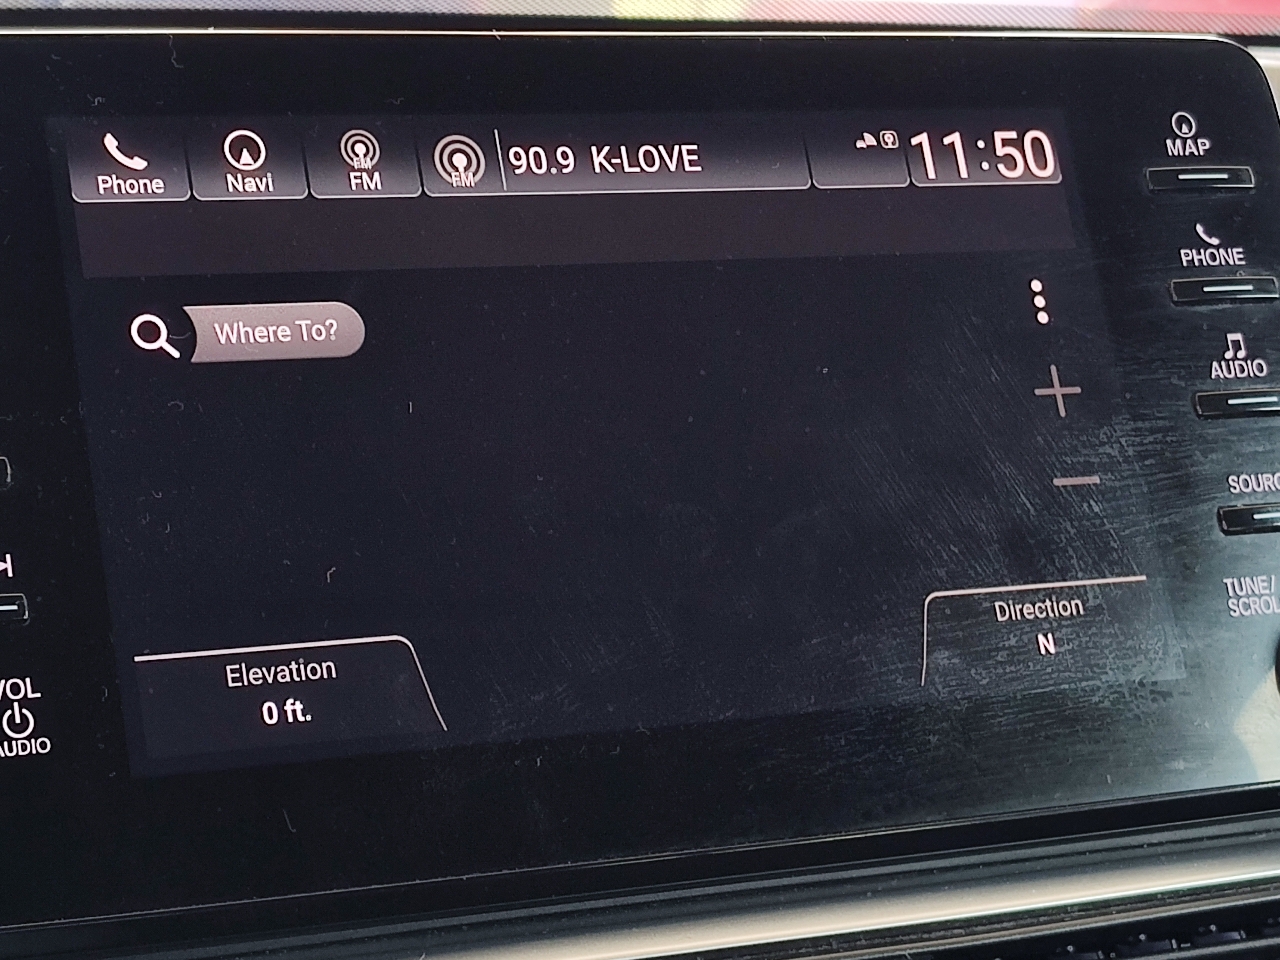 Phone
Navi
FM
FM
FM
90.9 K-LOVE
11:50
MAP
PHONE
AUDIO
Where To?
Elevation
0 ft.
Direction
N
VOL
AUDIO
TUNE/